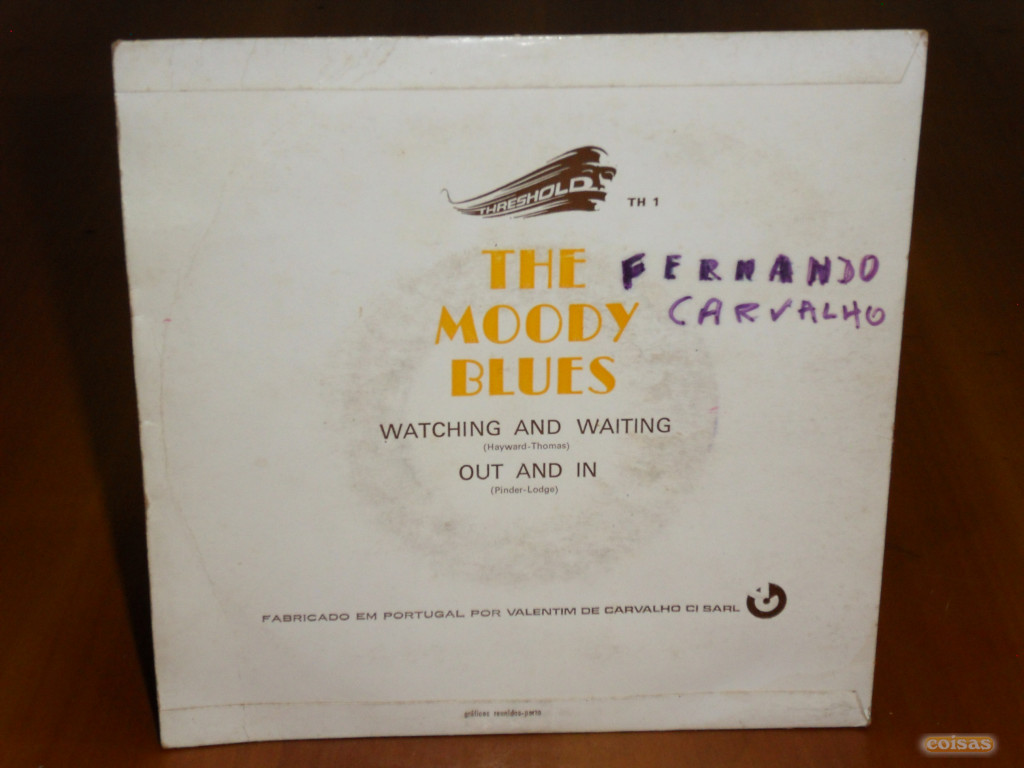 THRESHOLD TH 1
THE
MOODY
BLUES
FERNANDO
CARVALHO
WATCHING AND WAITING
(Hayward-Thomas)
OUT AND IN
(Pinder-Lodge)
FABRICADO EM PORTUGAL POR VALENTIM DE CARVALHO CI SARL
gráficas
coisas